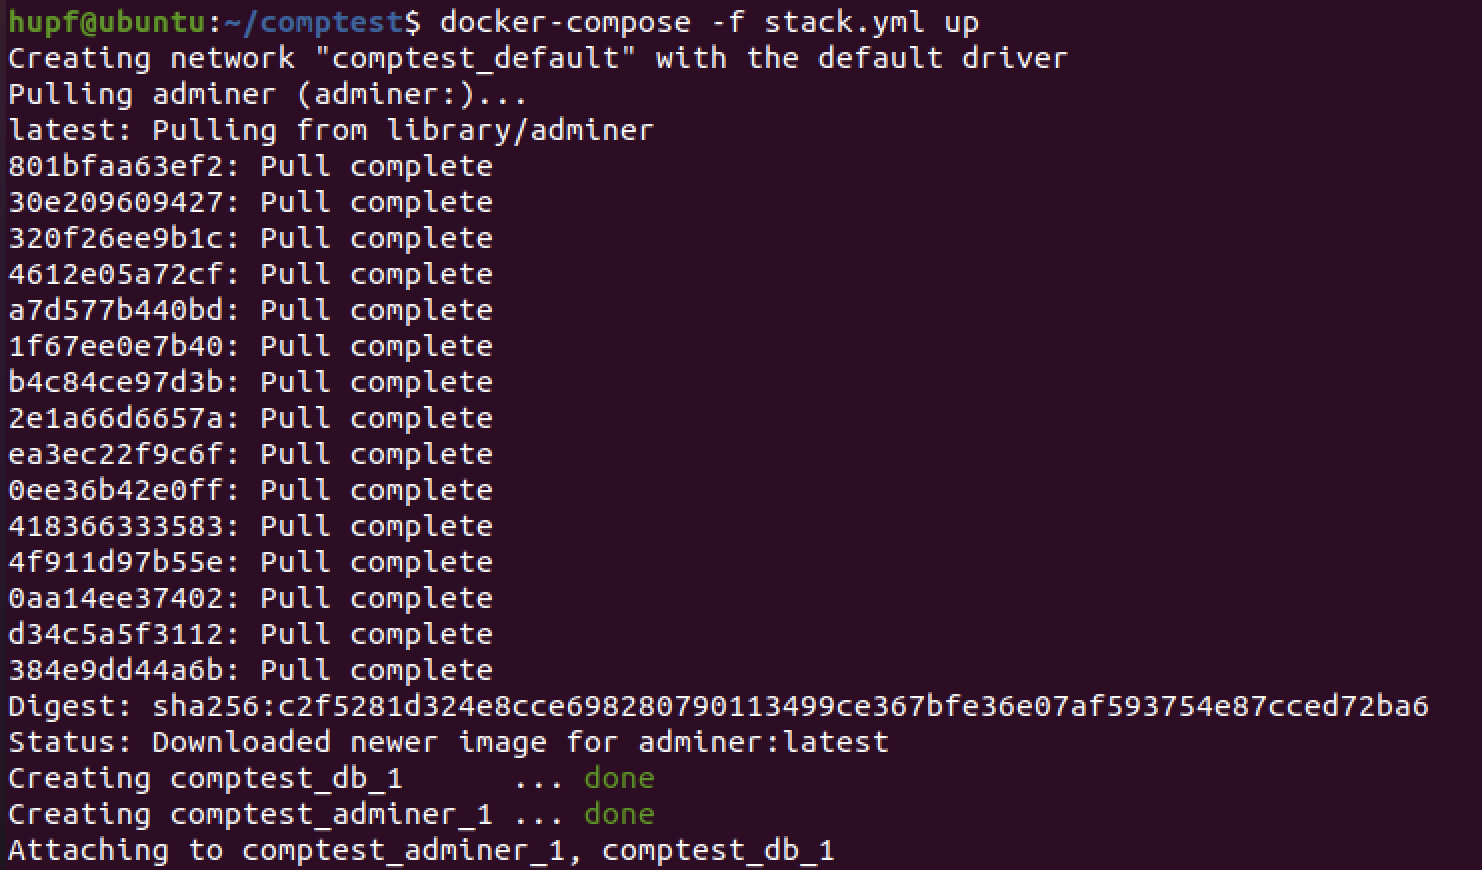 hupf@ubuntu:~/comptest$ docker-compose -f stack.yml up
Creating network "comptest_default" with the default driver
Pulling adminer (adminer:)...
latest: Pulling from library/adminer
801bfaa63ef2: Pull complete
30e209609427: Pull complete
320f26ee9b1c: Pull complete
4612e05a72cf: Pull complete
a7d577b440bd: Pull complete
1f67ee0e7b40: Pull complete
b4c84ce97d3b: Pull complete
2e1a66d6657a: Pull complete
ea3ec22f9c6f: Pull complete
0ee36b42e0ff: Pull complete
418366333583: Pull complete
4f911d97b55e: Pull complete
0aa14ee37402: Pull complete
d34c5a5f3112: Pull complete
384e9dd44a6b: Pull complete
Digest: sha256:c2f5281d324e8cce698280790113499ce367bfe36e07af593754e87cced72ba6
Status: Downloaded newer image for adminer:latest
Creating comptest_db_1      ... done
Creating comptest_adminer_1 ... done
Attaching to comptest_adminer_1, comptest_db_1